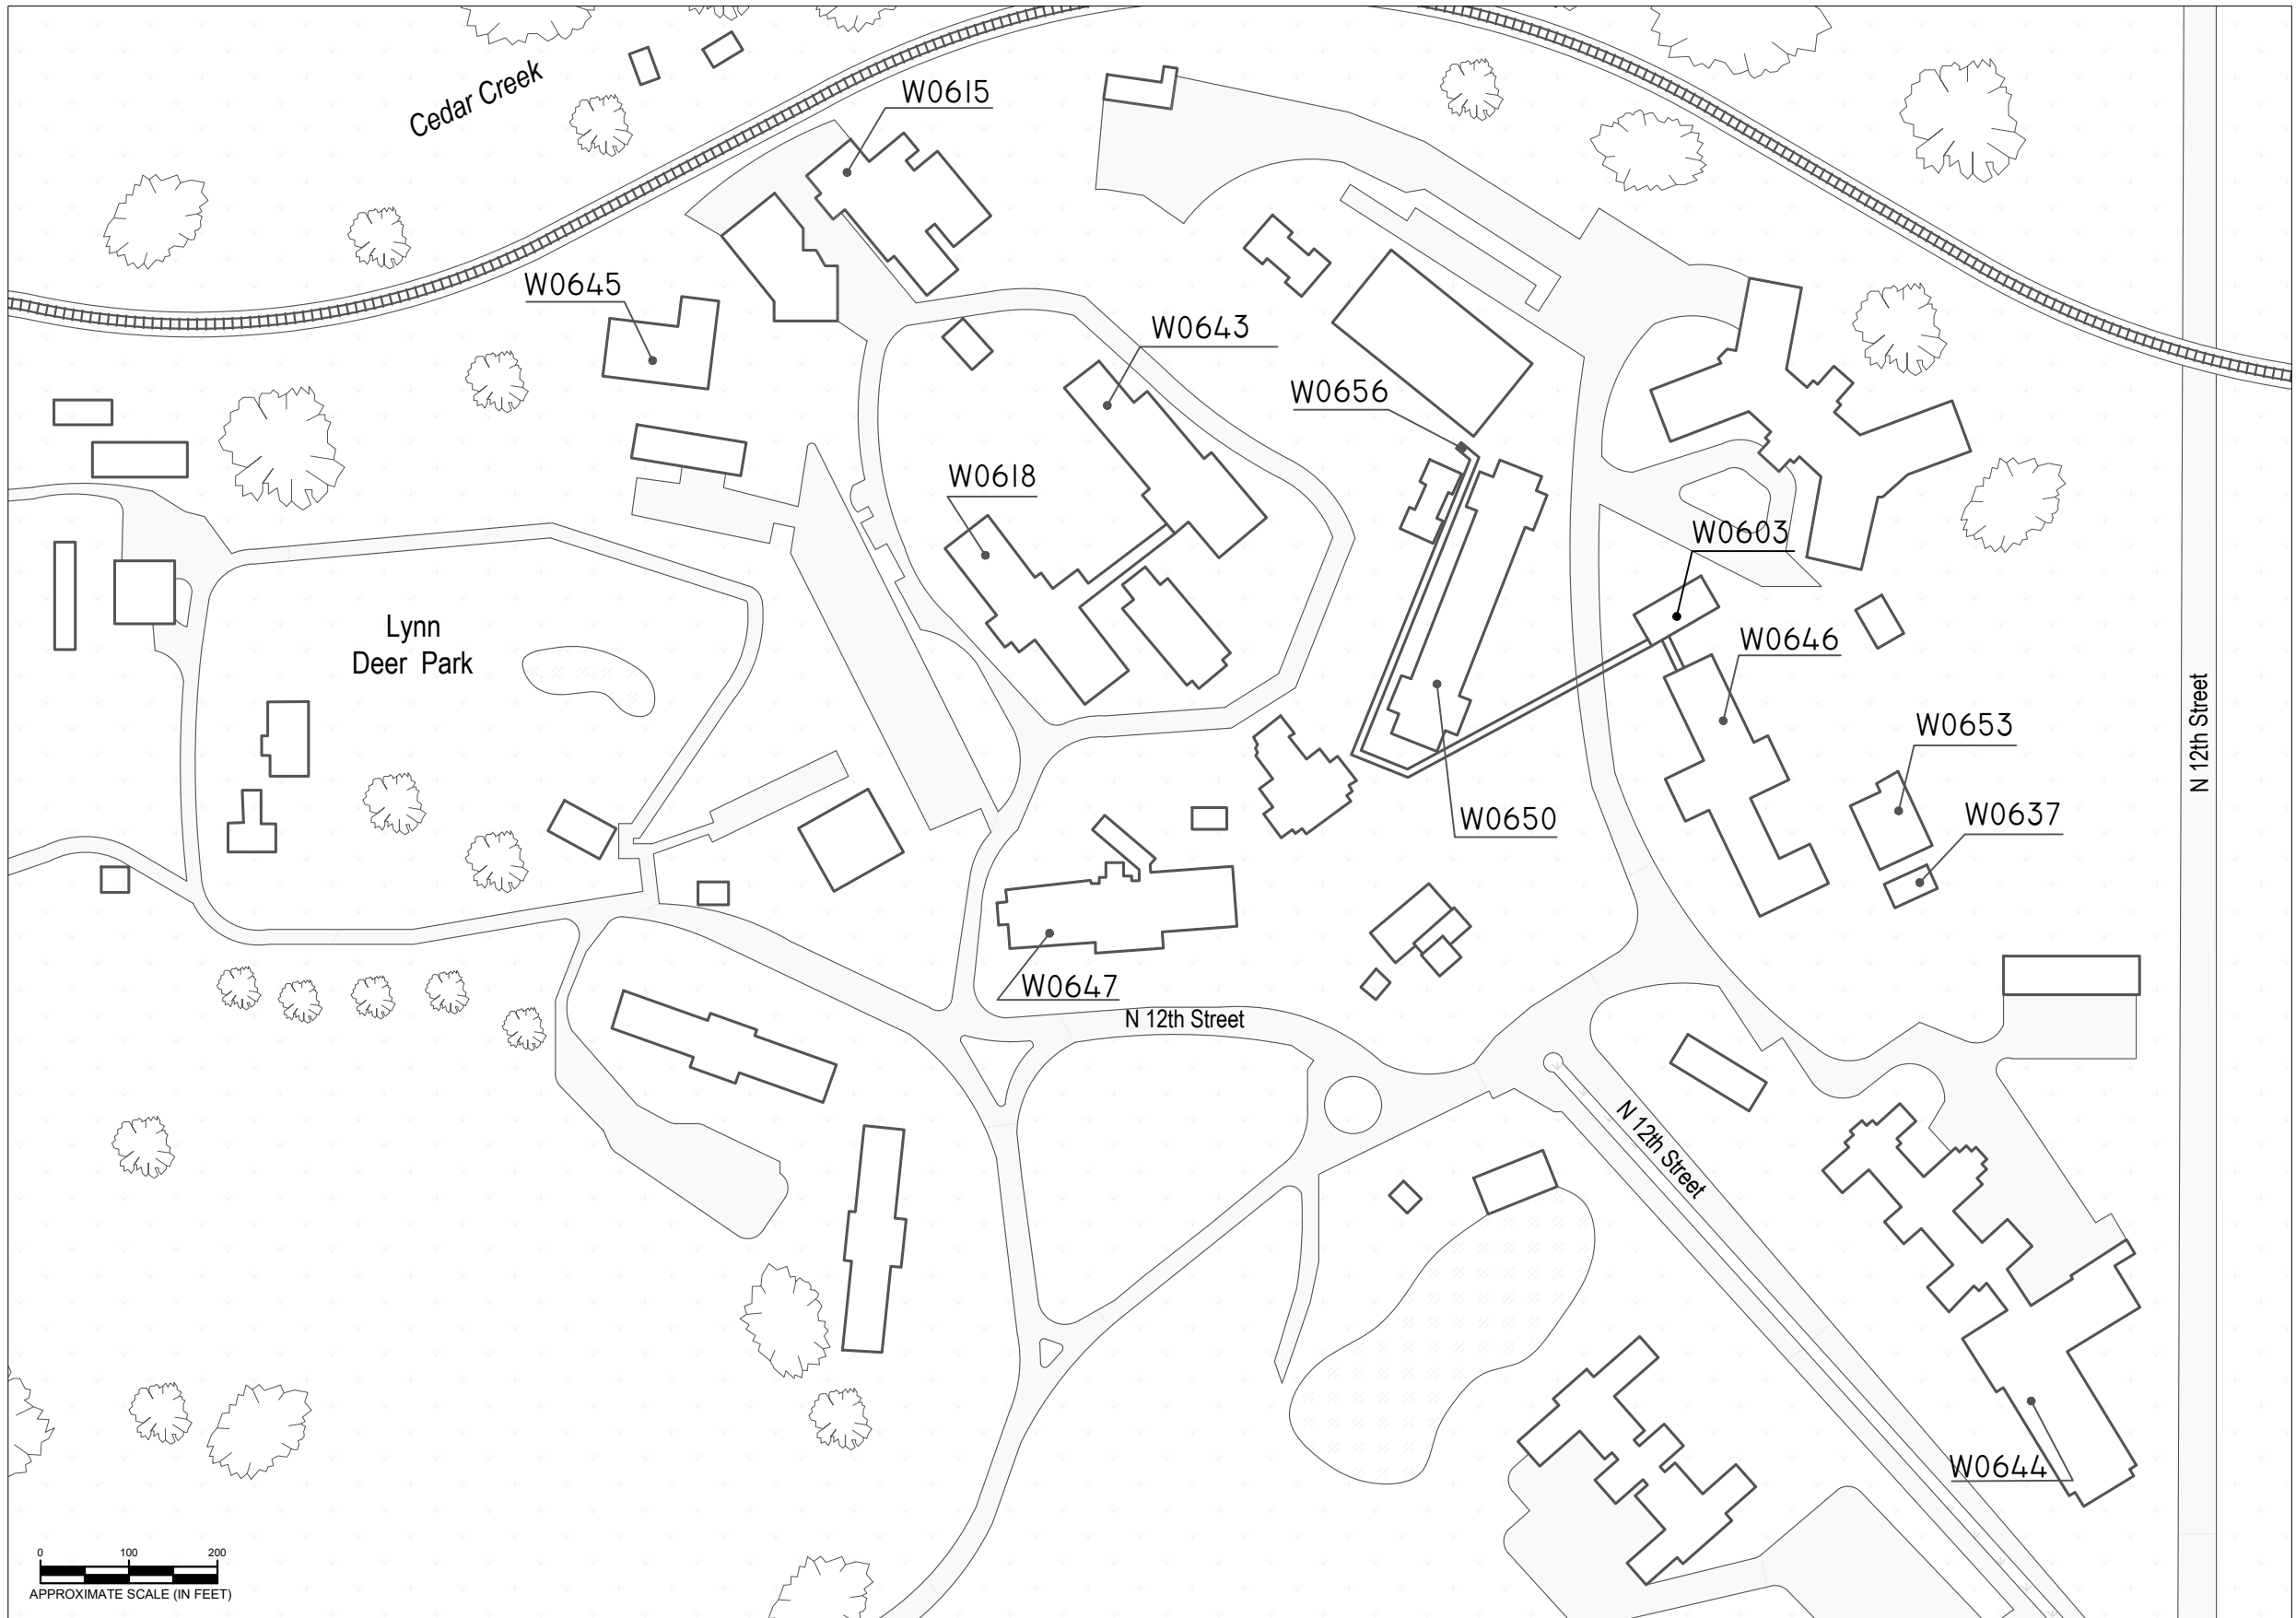 Cedar Creek
W0615
W0645
W0643
W0656
W0618
W0603
Lynn
Deer Park
W0646
N 12th Street
W0653
W0650
W0637
W0647
N 12th Street
N 12th Street
W0644
0 100 200
APPROXIMATE SCALE (IN FEET)